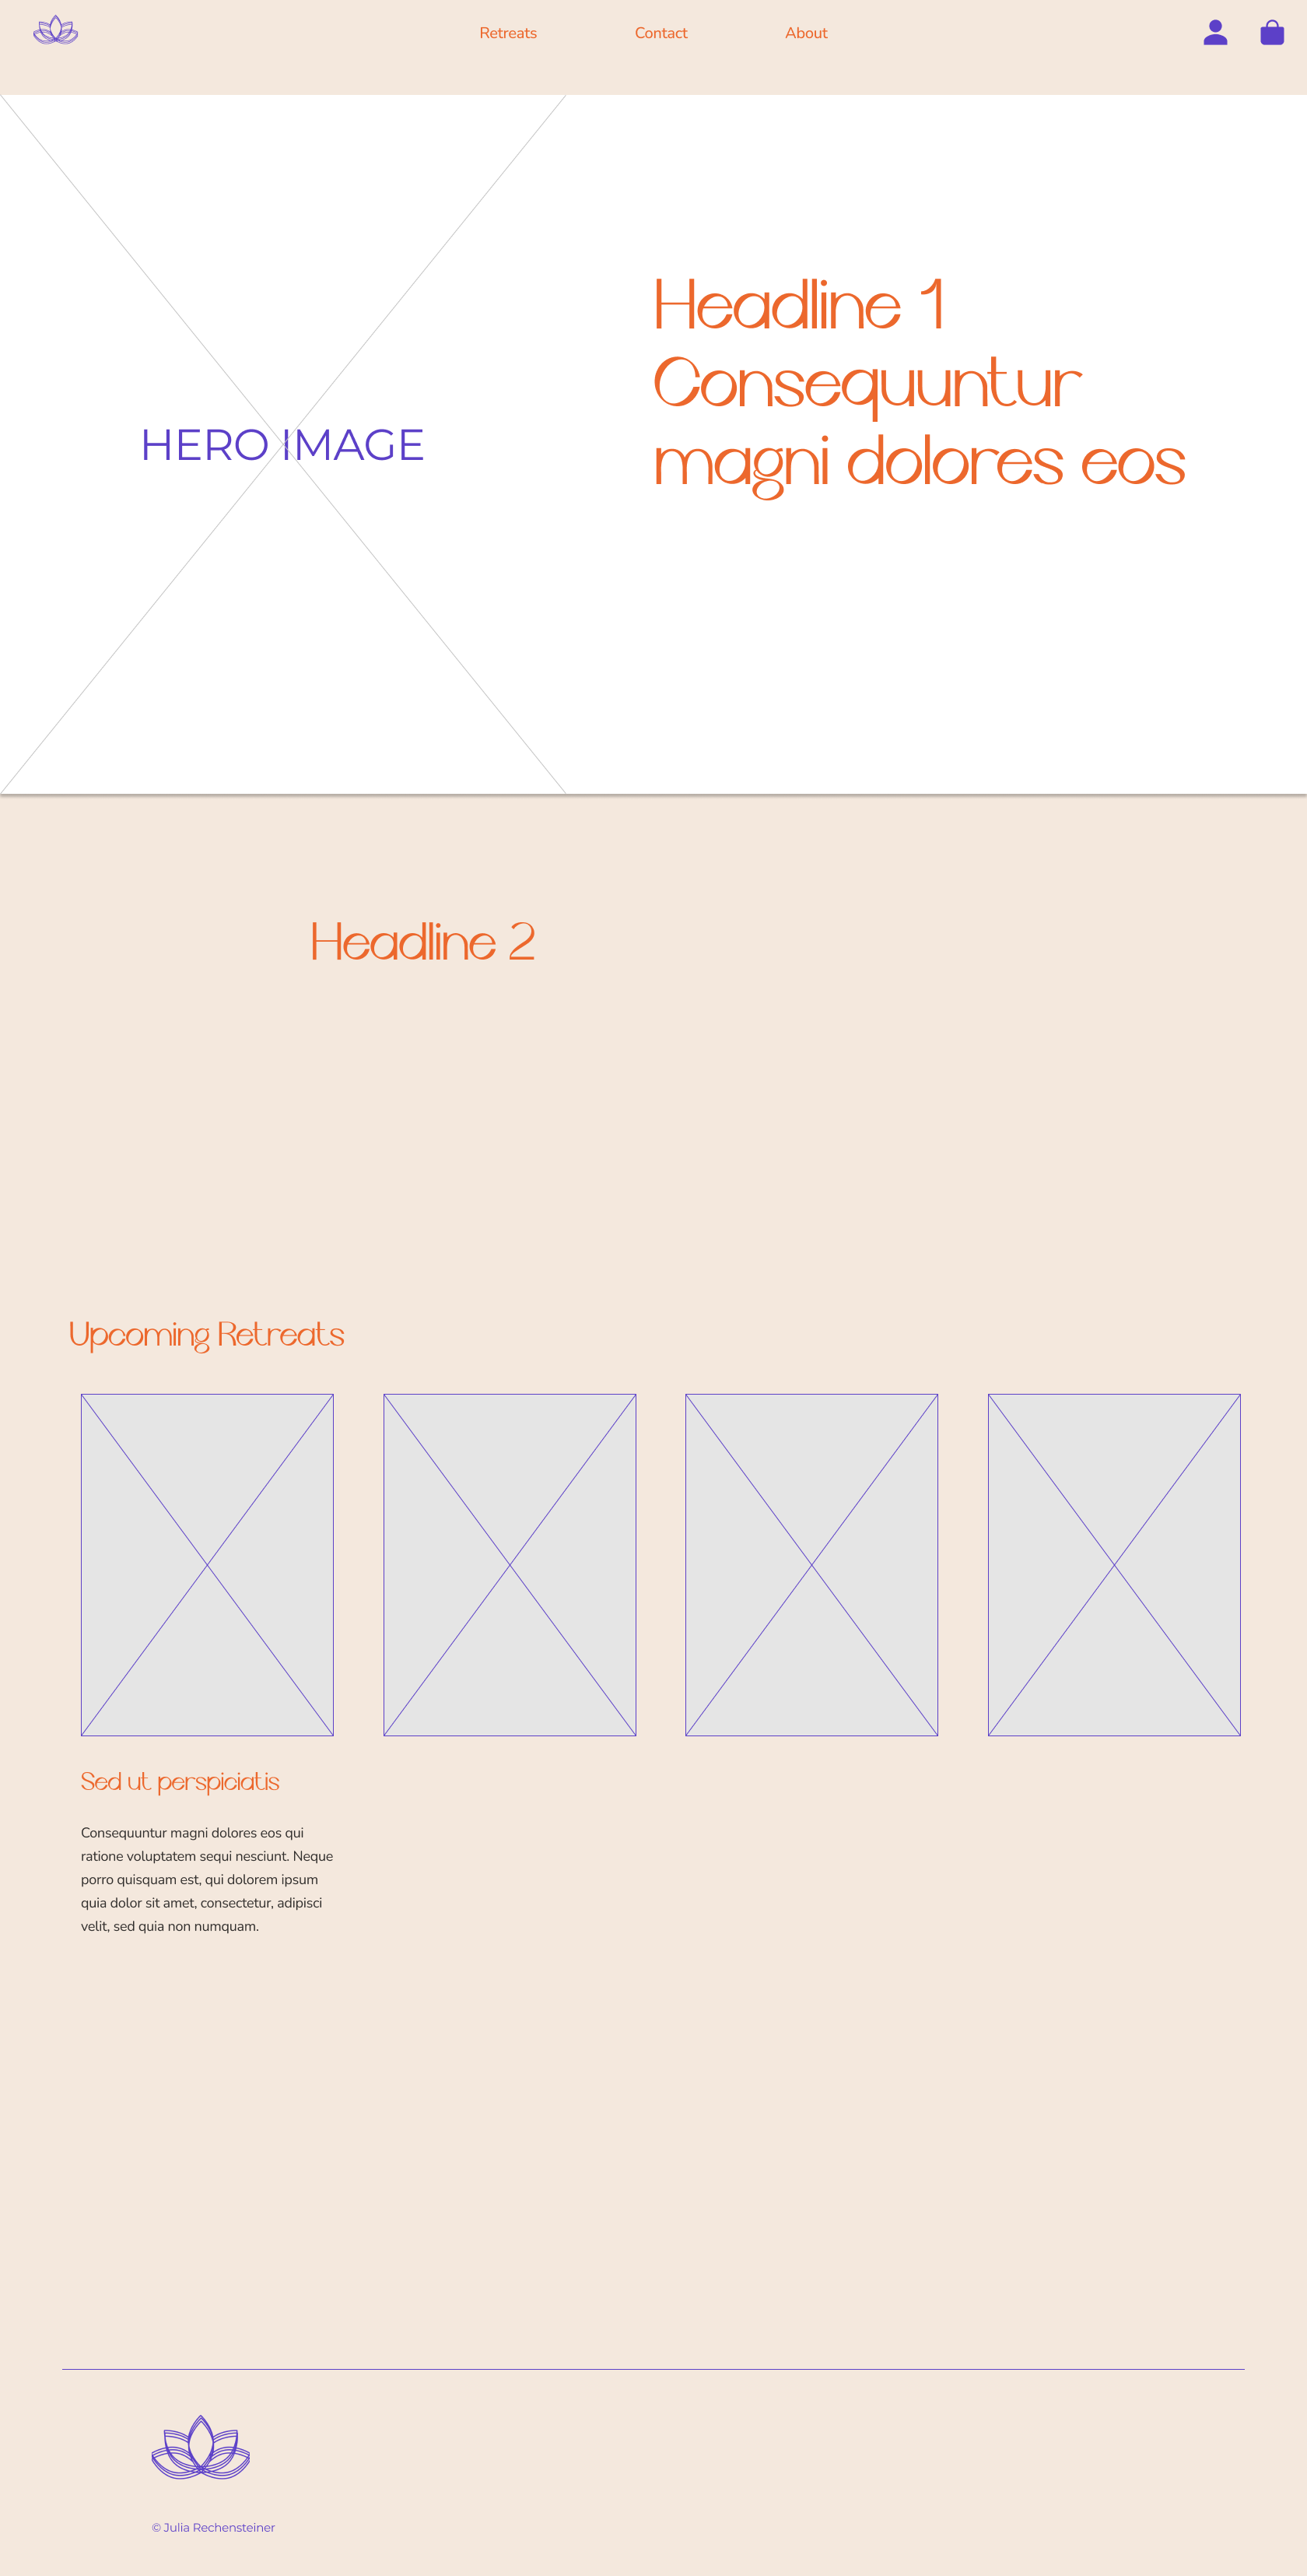 Retreats
Contact
About
HERO IMAGE
Headline 1
Consequuntur
magni dolores eos
Headline 2
Upcoming Retreats
Sed ut perspiciatis
Consequuntur magni dolores eos qui
ratione voluptatem sequi nesciunt. Neque
porro quisquam est, qui dolorem ipsum
quia dolor sit amet, consectetur, adipisci
velit, sed quia non numquam.
© Julia Rechensteiner